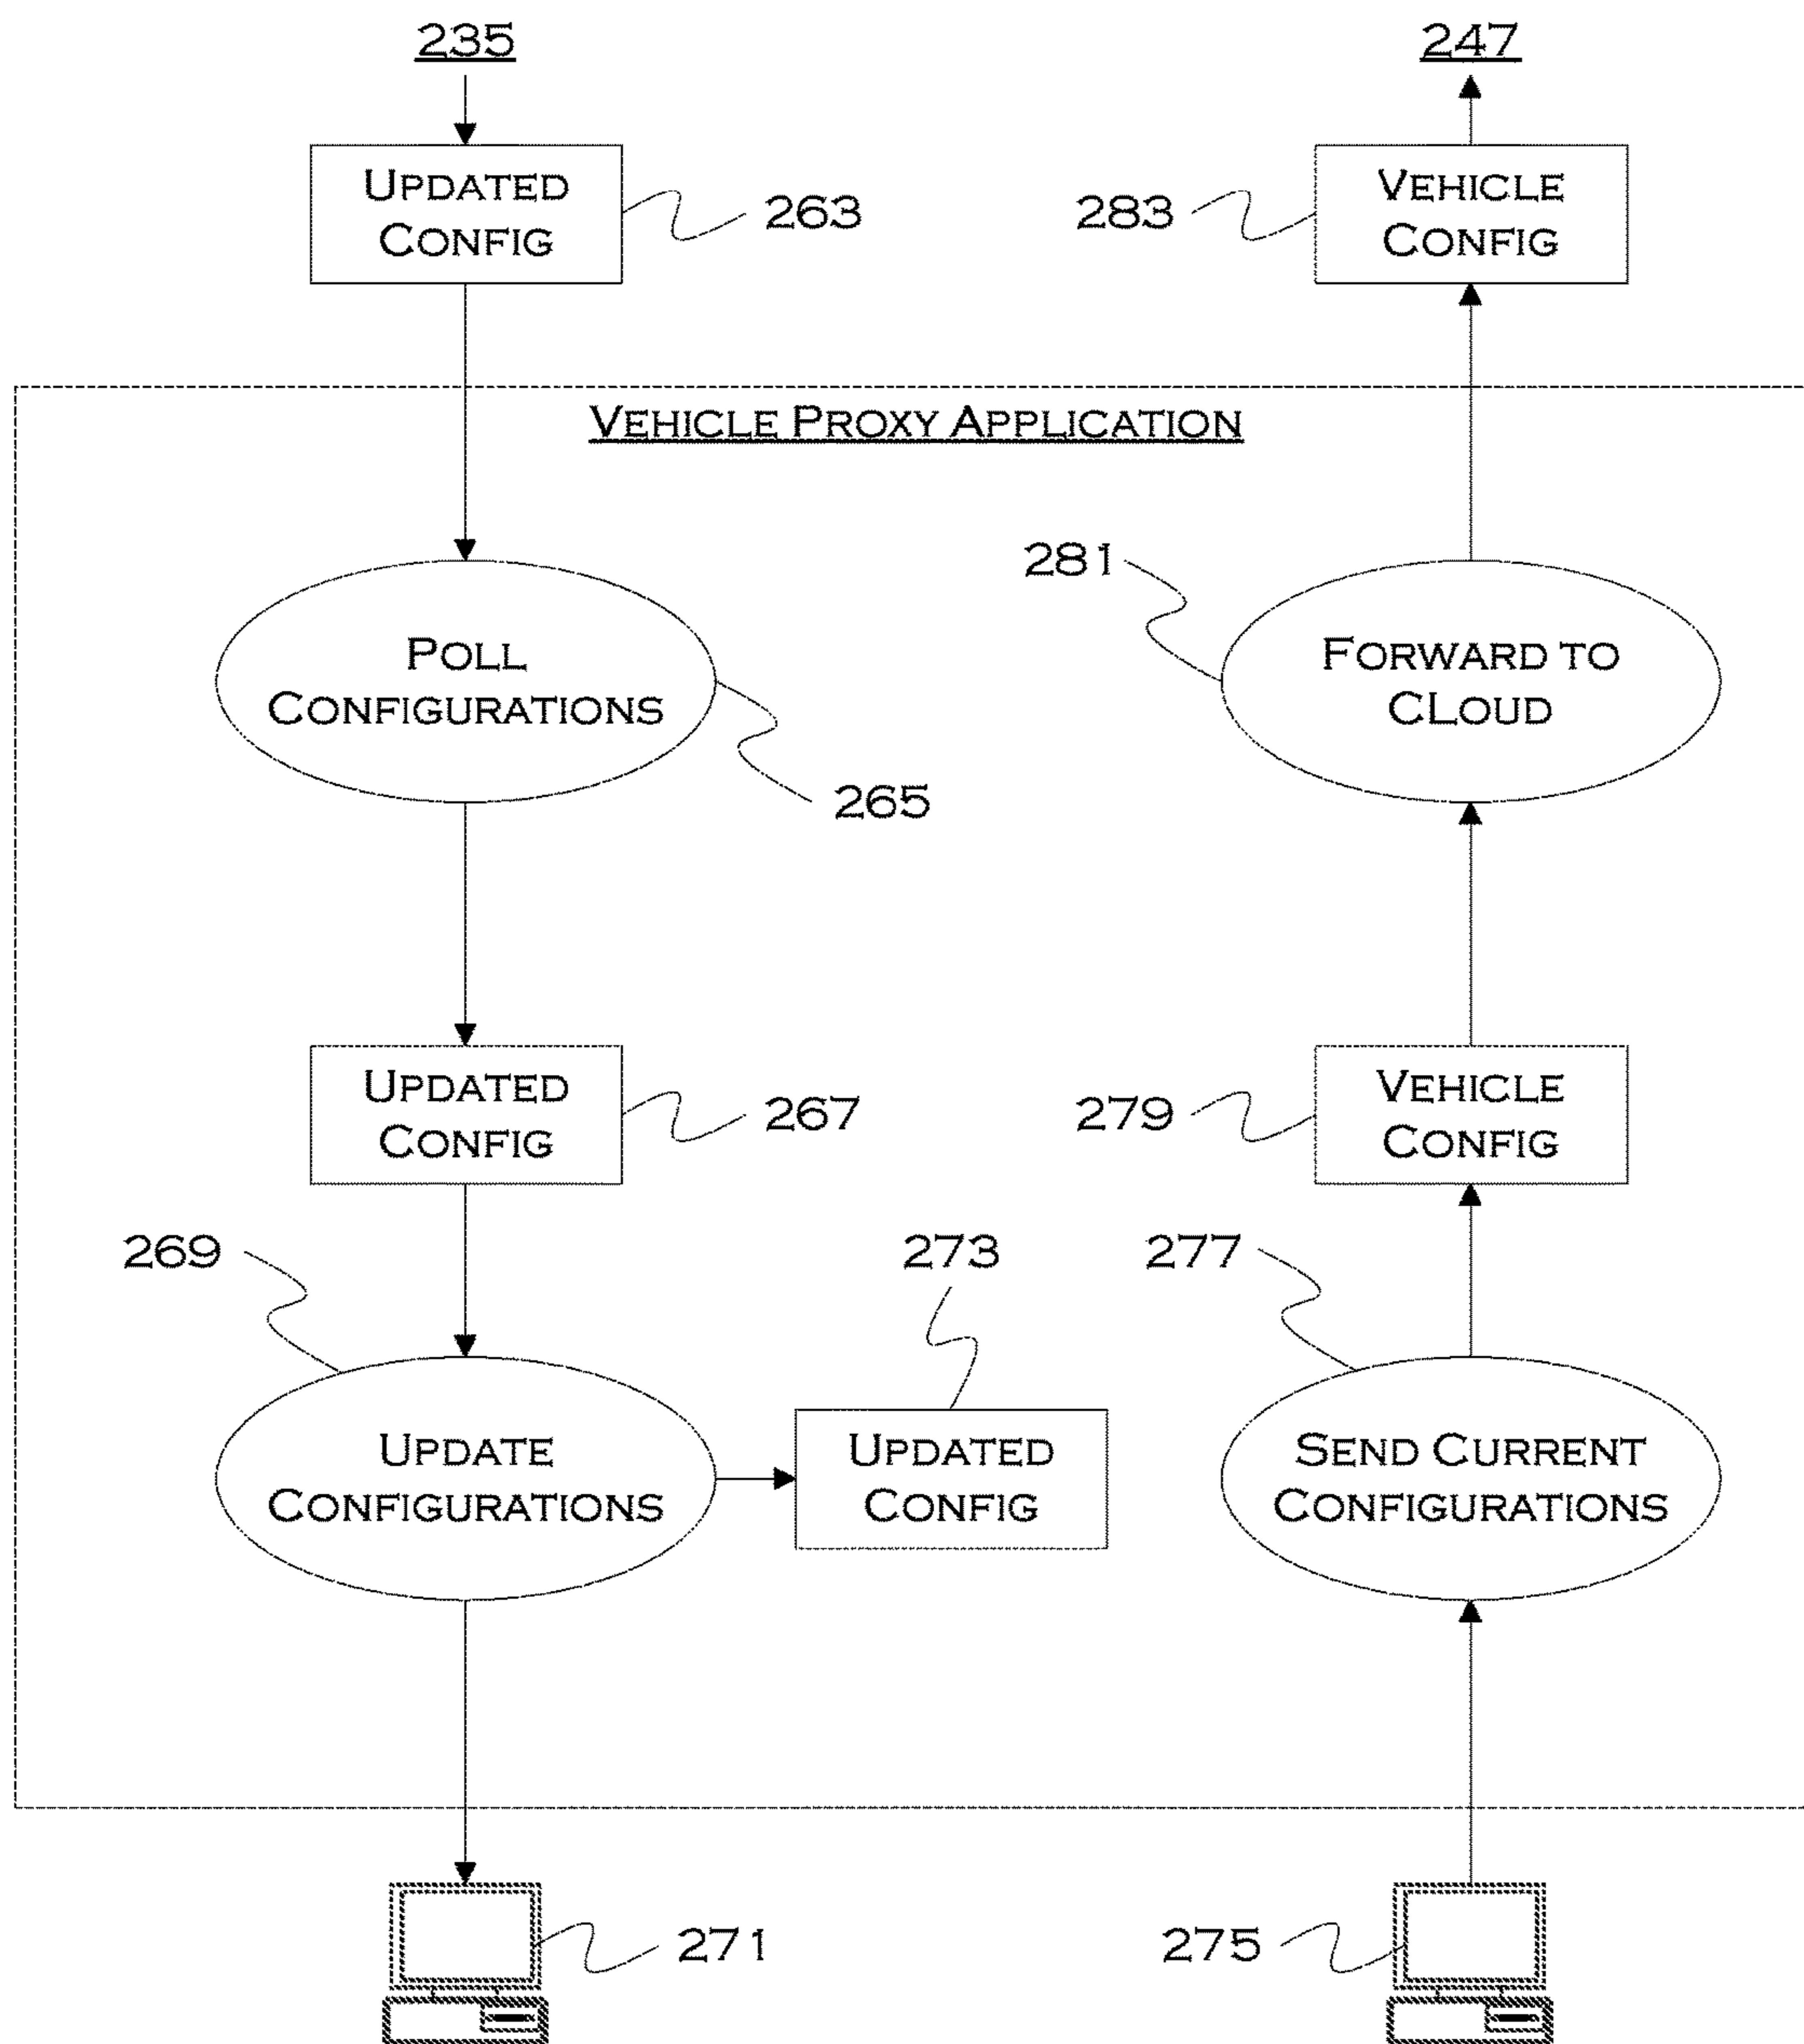 235
247
UPDATED
CONFIG
263
283
VEHICLE
CONFIG
VEHICLE PROXY APPLICATION
281
POLL
CONFIGURATIONS
FORWARD TO
CLOUD
265
UPDATED
CONFIG
267
279
VEHICLE
CONFIG
269
273
277
UPDATE
CONFIGURATIONS
UPDATED
CONFIG
SEND CURRENT
CONFIGURATIONS
271
275